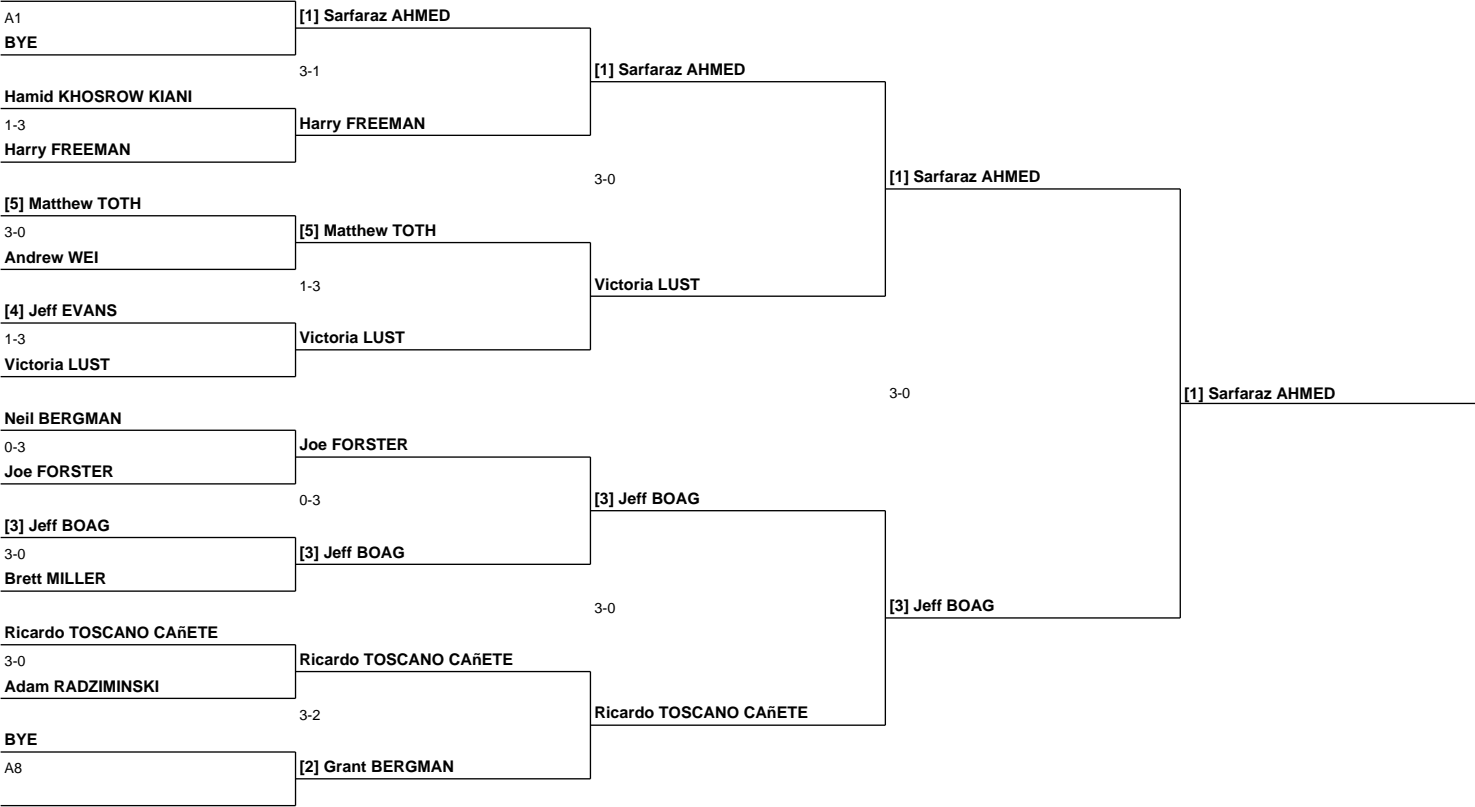 A1
BYE
Hamid KHOSROW KIANI
1-3
Harry FREEMAN
[5] Matthew TOTH
3-0
Andrew WEI
[4] Jeff EVANS
1-3
Victoria LUST
Neil BERGMAN
0-3
Joe FORSTER
[3] Jeff BOAG
3-0
Brett MILLER
Ricardo TOSCANO CAñETE
3-0
Adam RADZIMINSKI
BYE
A8
[1] Sarfaraz AHMED
3-1
Harry FREEMAN
[5] Matthew TOTH
1-3
Victoria LUST
Joe FORSTER
0-3
[3] Jeff BOAG
Ricardo TOSCANO CAñETE
3-2
[2] Grant BERGMAN
[1] Sarfaraz AHMED
3-0
Victoria LUST
[3] Jeff BOAG
3-0
Ricardo TOSCANO CAñETE
[1] Sarfaraz AHMED
3-0
[3] Jeff BOAG
[1] Sarfaraz AHMED